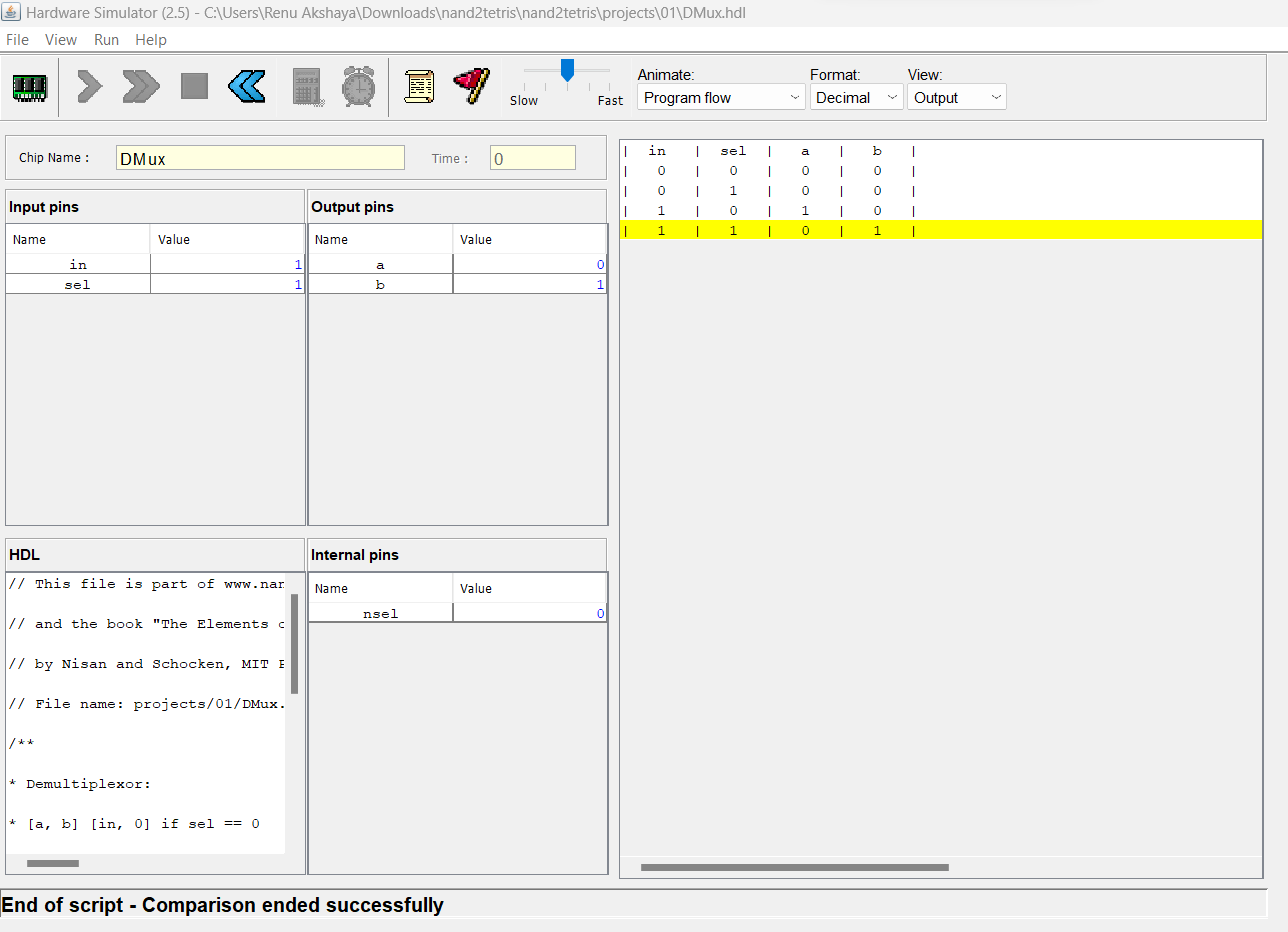 Hardware Simulator (2.5) - C:\Users\Renu Akshaya\Downloads\nand2tetris\nand2tetris\projects\01\DMux.hdl
File View Run Help
Slow Fast
Animate: Format: View:
Program flow Decimal Output
Chip Name : DMux Time : 0
Input pins
Name Value
in 1
sel 1
Output pins
Name Value
a 0
b 1
| in | sel | a | b |
| 0 | 0 | 0 | 0 |
| 0 | 1 | 0 | 0 |
| 1 | 0 | 1 | 0 |
| 1 | 1 | 0 | 1 |
HDL
// This file is part of www.nan
// and the book "The Elements o
// by Nisan and Schocken, MIT P
// File name: projects/01/DMux.
/**
* Demultiplexor:
* [a, b] [in, 0] if sel == 0
Internal pins
Name Value
nsel 0
End of script - Comparison ended successfully